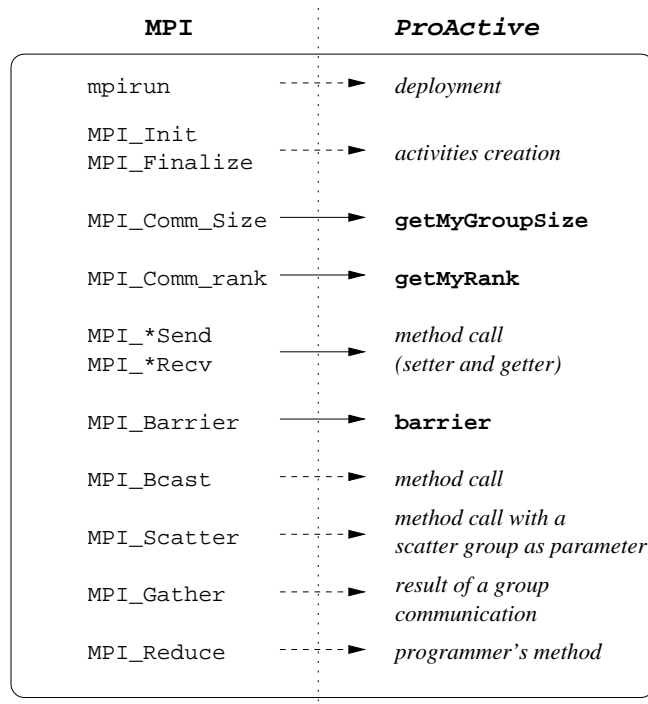 MPI ProActive
mpirun deployment
MPI_Init
MPI_Finalize activities creation
MPI_Comm_Size getMyGroupSize
MPI_Comm_rank getMyRank
MPI_*Send method call
MPI_*Recv (setter and getter)
MPI_Barrier barrier
MPI_Bcast method call
MPI_Scatter method call with a
scatter group as parameter
MPI_Gather result of a group
communication
MPI_Reduce programmer's method